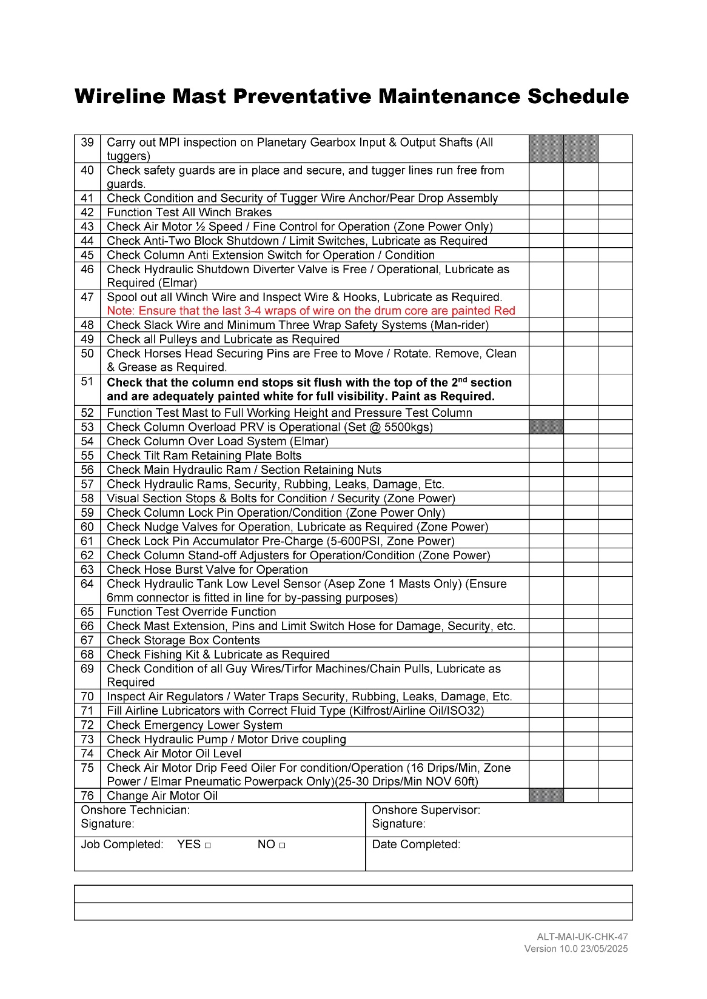 Wireline Mast Preventative Maintenance Schedule
39 Carry out MPI inspection on Planetary Gearbox Input & Output Shafts (All
tuggers)
40 Check safety guards are in place and secure, and tugger lines run free from
guards.
41 Check Condition and Security of Tugger Wire Anchor/Pear Drop Assembly
42 Function Test All Winch Brakes
43 Check Air Motor ½ Speed / Fine Control for Operation (Zone Power Only)
44 Check Anti-Two Block Shutdown / Limit Switches, Lubricate as Required
45 Check Column Anti Extension Switch for Operation / Condition
46 Check Hydraulic Shutdown Diverter Valve is Free / Operational, Lubricate as
Required (Elmar)
47 Spool out all Winch Wire and Inspect Wire & Hooks, Lubricate as Required.
Note: Ensure that the last 3-4 wraps of wire on the drum core are painted Red
48 Check Slack Wire and Minimum Three Wrap Safety Systems (Man-rider)
49 Check all Pulleys and Lubricate as Required
50 Check Horses Head Securing Pins are Free to Move / Rotate. Remove, Clean
& Grease as Required.
51 Check that the column end stops sit flush with the top of the 2nd section
and are adequately painted white for full visibility. Paint as Required.
52 Function Test Mast to Full Working Height and Pressure Test Column
53 Check Column Overload PRV is Operational (Set @ 5500kgs)
54 Check Column Over Load System (Elmar)
55 Check Tilt Ram Retaining Plate Bolts
56 Check Main Hydraulic Ram / Section Retaining Nuts
57 Check Hydraulic Rams, Security, Rubbing, Leaks, Damage, Etc.
58 Visual Section Stops & Bolts for Condition / Security (Zone Power)
59 Check Column Lock Pin Operation/Condition (Zone Power Only)
60 Check Nudge Valves for Operation, Lubricate as Required (Zone Power)
61 Check Lock Pin Accumulator Pre-Charge (5-600PSI, Zone Power)
62 Check Column Stand-off Adjusters for Operation/Condition (Zone Power)
63 Check Hose Burst Valve for Operation
64 Check Hydraulic Tank Low Level Sensor (Asep Zone 1 Masts Only) (Ensure
6mm connector is fitted in line for by-passing purposes)
65 Function Test Override Function
66 Check Mast Extension, Pins and Limit Switch Hose for Damage, Security, etc.
67 Check Storage Box Contents
68 Check Fishing Kit & Lubricate as Required
69 Check Condition of all Guy Wires/Tirfor Machines/Chain Pulls, Lubricate as
Required
70 Inspect Air Regulators / Water Traps Security, Rubbing, Leaks, Damage, Etc.
71 Fill Airline Lubricators with Correct Fluid Type (Kilfrost/Airline Oil/ISO32)
72 Check Emergency Lower System
73 Check Hydraulic Pump / Motor Drive coupling
74 Check Air Motor Oil Level
75 Check Air Motor Drip Feed Oiler For condition/Operation (16 Drips/Min, Zone
Power / Elmar Pneumatic Powerpack Only)(25-30 Drips/Min NOV 60ft)
76 Change Air Motor Oil
Onshore Technician: Onshore Supervisor:
Signature: Signature:
Job Completed: YES □ NO □ Date Completed:
ALT-MAI-UK-CHK-47
Version 10.0 23/05/2025